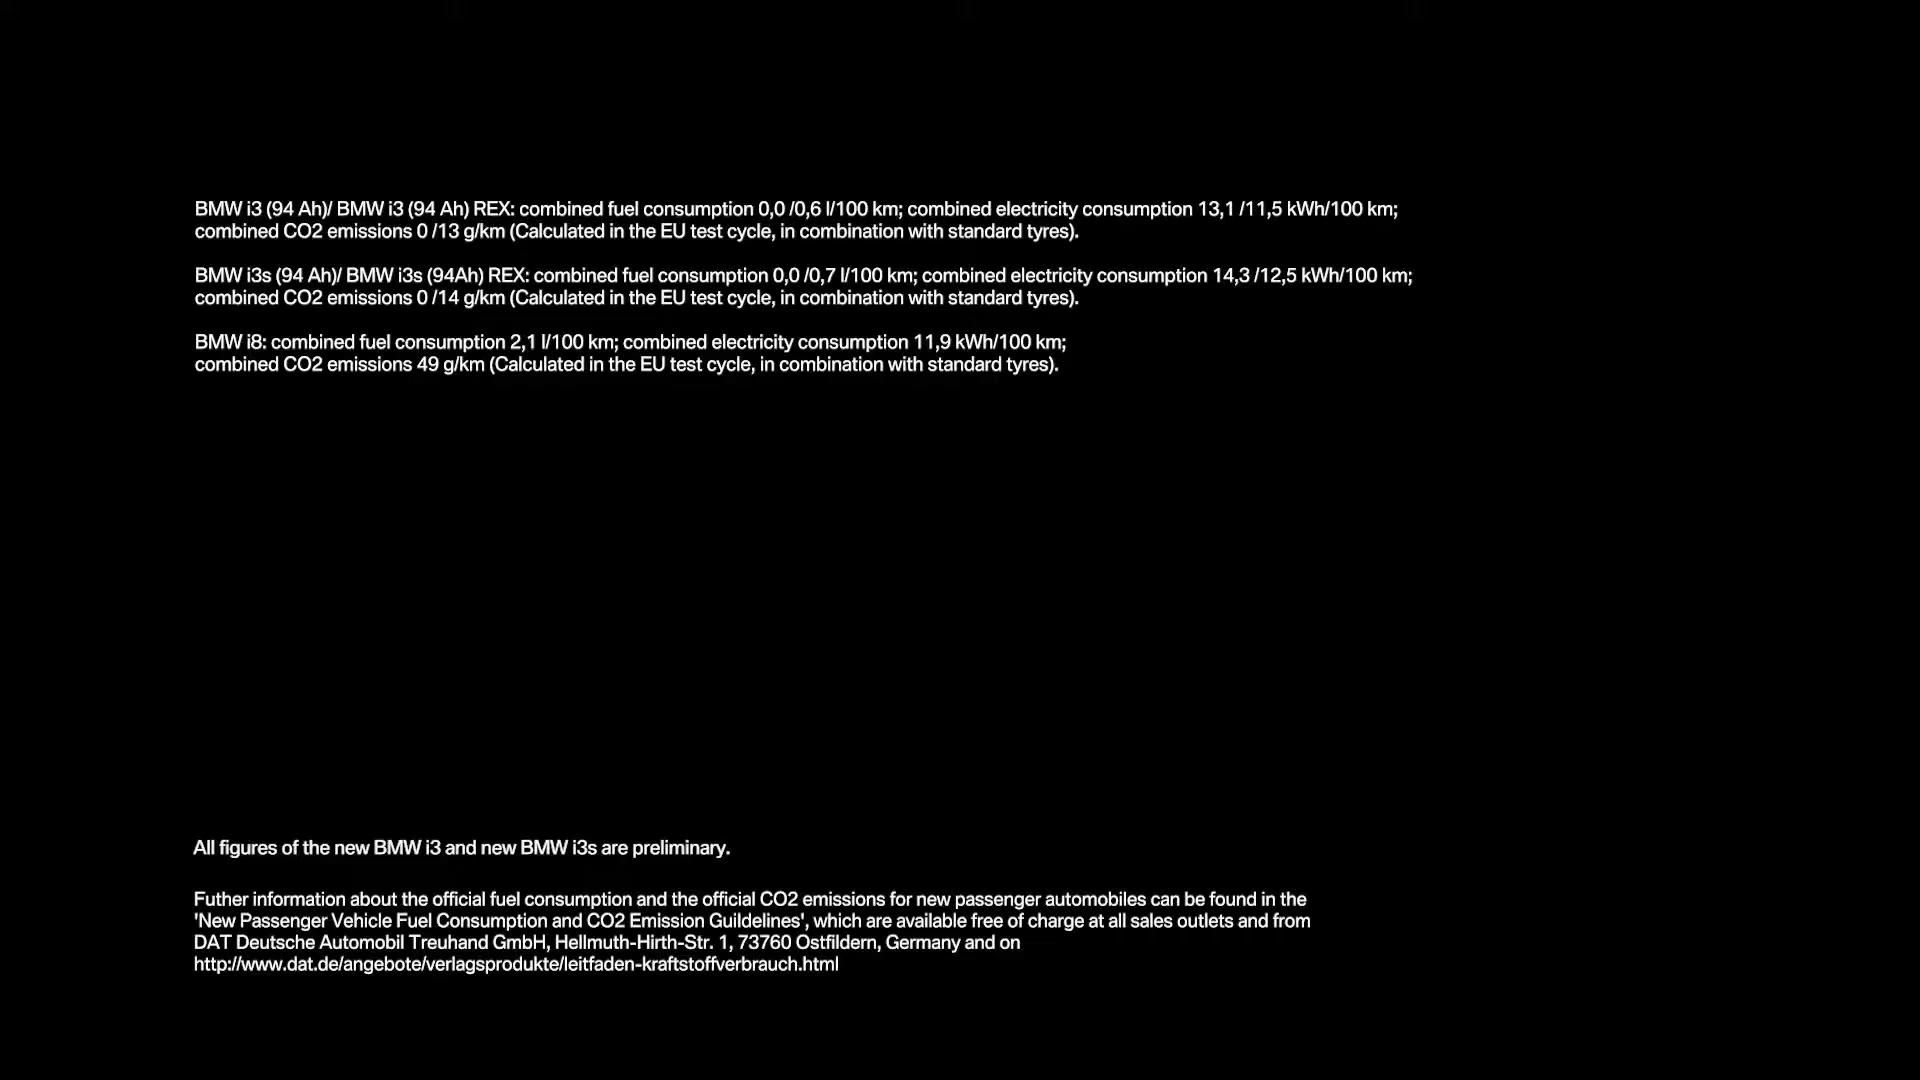 BMW i3 (94 Ah)/ BMW i3 (94 Ah) REX: combined fuel consumption 0,0 /0,6 l/100 km; combined electricity consumption 13,1 /11,5 kWh/100 km;
combined CO2 emissions 0 /13 g/km (Calculated in the EU test cycle, in combination with standard tyres).
BMW i3s (94 Ah)/ BMW i3s (94Ah) REX: combined fuel consumption 0,0 /0,7 l/100 km; combined electricity consumption 14,3 /12,5 kWh/100 km;
combined CO2 emissions 0 /14 g/km (Calculated in the EU test cycle, in combination with standard tyres).
BMW i8: combined fuel consumption 2,1 l/100 km; combined electricity consumption 11,9 kWh/100 km;
combined CO2 emissions 49 g/km (Calculated in the EU test cycle, in combination with standard tyres).
All figures of the new BMW i3 and new BMW i3s are preliminary.
Futher information about the official fuel consumption and the official CO2 emissions for new passenger automobiles can be found in the
'New Passenger Vehicle Fuel Consumption and CO2 Emission Guildelines', which are available free of charge at all sales outlets and from
DAT Deutsche Automobil Treuhand GmbH, Hellmuth-Hirth-Str. 1, 73760 Ostfildern, Germany and on
http://www.dat.de/angebote/verlagsprodukte/leitfaden-kraftstoffverbrauch.html